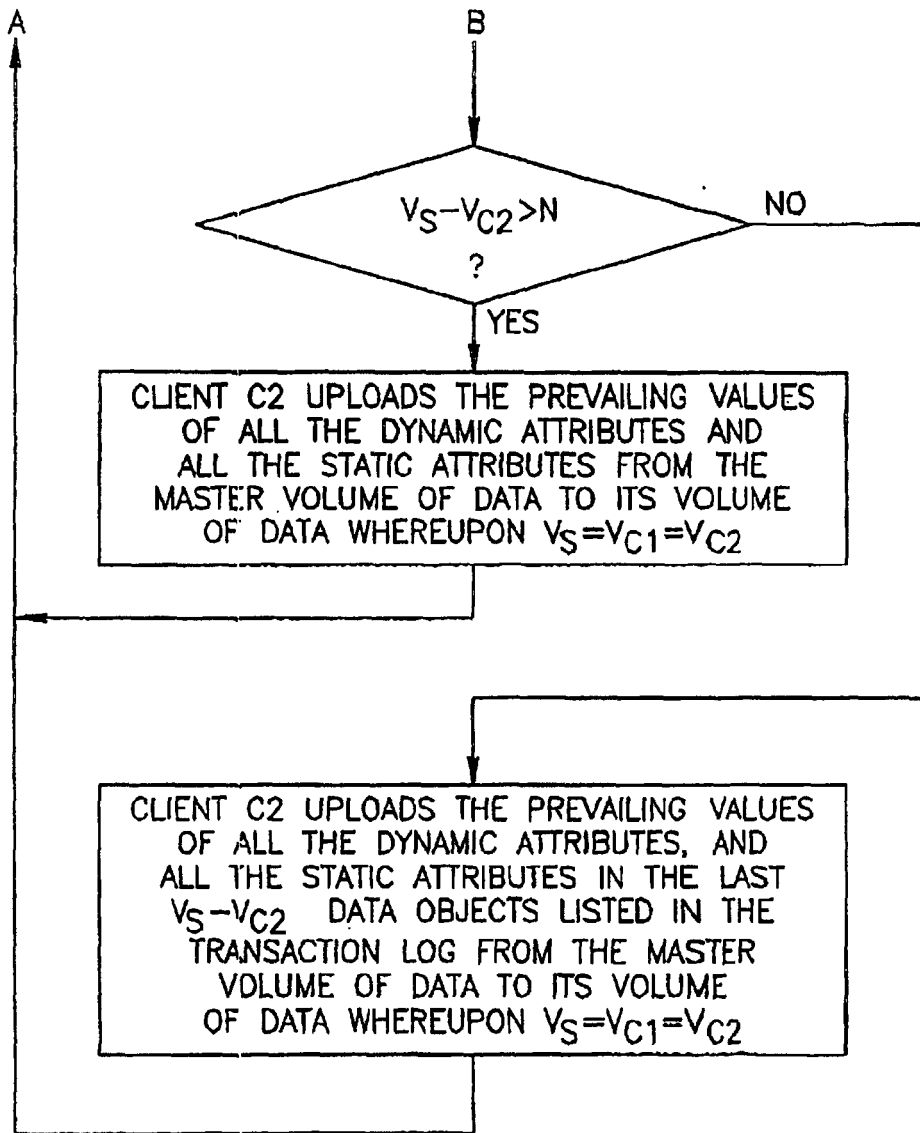 A
B
V_S-V_C2>N
?
NO
YES
CLIENT C2 UPLOADS THE PREVAILING VALUES
OF ALL THE DYNAMIC ATTRIBUTES AND
ALL THE STATIC ATTRIBUTES FROM THE
MASTER VOLUME OF DATA TO ITS VOLUME
OF DATA WHEREUPON V_S=V_C1=V_C2
CLIENT C2 UPLOADS THE PREVAILING VALUES
OF ALL THE DYNAMIC ATTRIBUTES, AND
ALL THE STATIC ATTRIBUTES IN THE LAST
V_S-V_C2 DATA OBJECTS LISTED IN THE
TRANSACTION LOG FROM THE MASTER
VOLUME OF DATA TO ITS VOLUME
OF DATA WHEREUPON V_S=V_C1=V_C2